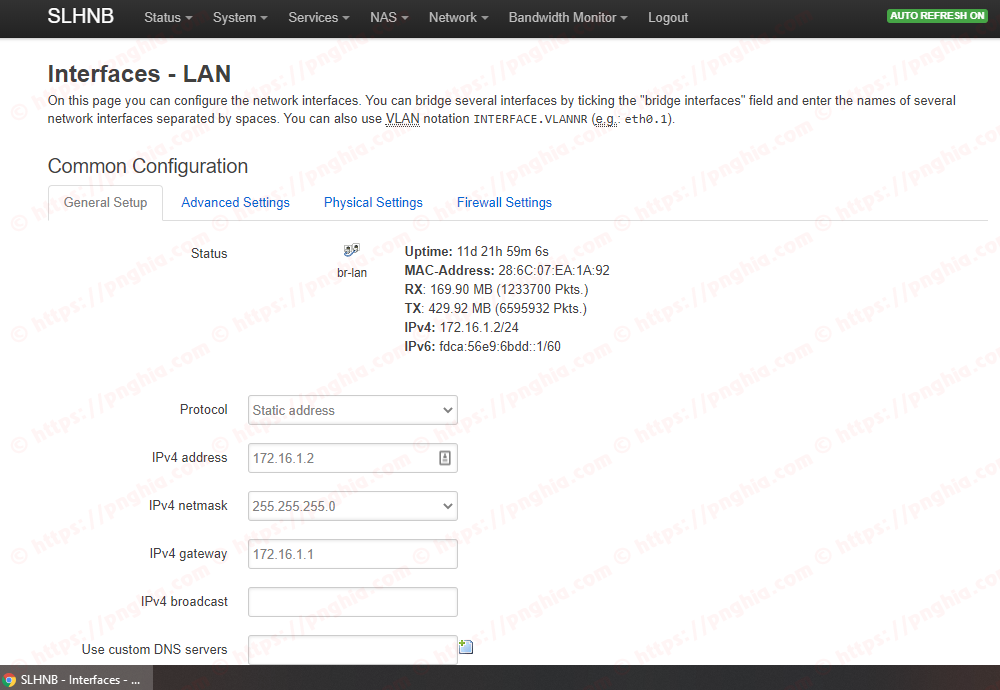 SLHNB Status System Services NAS Network Bandwidth Monitor Logout AUTO REFRESH ON
Interfaces - LAN
On this page you can configure the network interfaces. You can bridge several interfaces by ticking the "bridge interfaces" field and enter the names of several
network interfaces separated by spaces. You can also use VLAN notation INTERFACE.VLANNR (e.g.: eth0.1).
Common Configuration
General Setup Advanced Settings Physical Settings Firewall Settings
Status
br-lan
Uptime: 11d 21h 59m 6s
MAC-Address: 28:6C:07:EA:1A:92
RX: 169.90 MB (1233700 Pkts.)
TX: 429.92 MB (6595932 Pkts.)
IPv4: 172.16.1.2/24
IPv6: fdca:56e9:6bdd::1/60
Protocol Static address
IPv4 address 172.16.1.2
IPv4 netmask 255.255.255.0
IPv4 gateway 172.16.1.1
IPv4 broadcast
Use custom DNS servers
SLHNB - Interfaces - ...
© https://pnghia.com